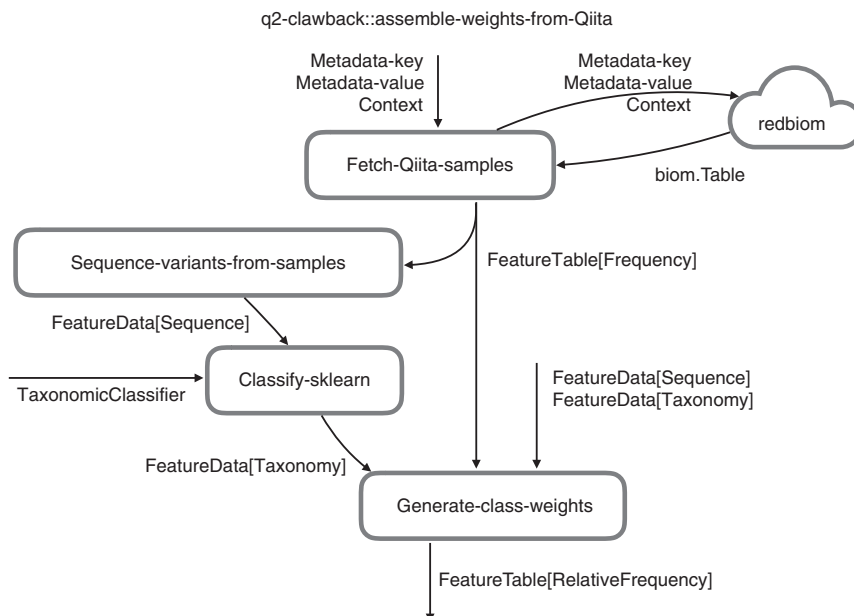 q2-clawback::assemble-weights-from-Qiita
Metadata-key
Metadata-value
Context
Metadata-key
Metadata-value
Context
redbiom
Fetch-Qiita-samples
biom.Table
Sequence-variants-from-samples
FeatureTable[Frequency]
FeatureData[Sequence]
Classify-sklearn
TaxonomicClassifier
FeatureData[Sequence]
FeatureData[Taxonomy]
FeatureData[Taxonomy]
Generate-class-weights
FeatureTable[RelativeFrequency]